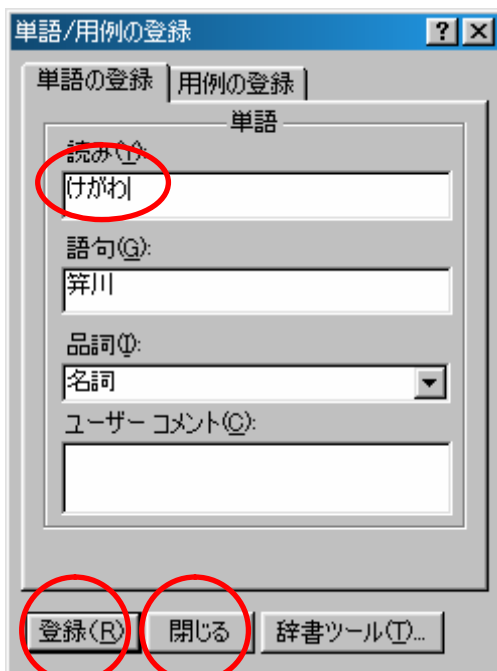 単語/用例の登録
単語の登録 用例の登録
単語
読み(Y):
けがわ
語句(G):
笄川
品詞(I):
名詞
ユーザー コメント(C):
登録(R) 閉じる 辞書ツール(T)...